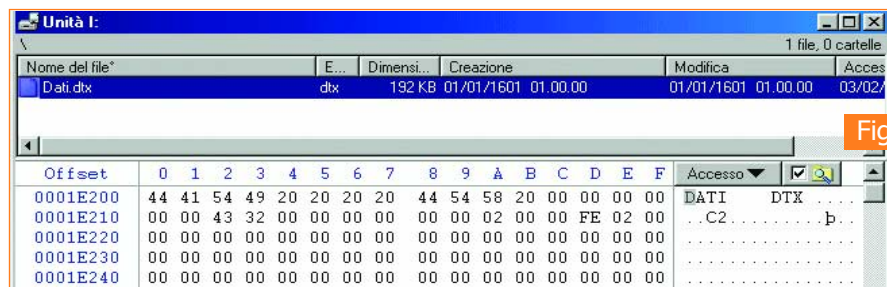 Unità I:
\ 1 file, 0 cartelle
Nome del file* E... Dimensi... Creazione Modifica Acces
Dati.dtx dtx 192 KB 01/01/1601 01.00.00 01/01/1601 01.00.00 03/02/
Fig
Offset 0 1 2 3 4 5 6 7 8 9 A B C D E F Accesso
0001E200 44 41 54 49 20 20 20 20 44 54 58 20 00 00 00 00 DATI DTX ....
0001E210 00 00 43 32 00 00 00 00 00 00 02 00 00 FE 02 00 ..C2.........þ..
0001E220 00 00 00 00 00 00 00 00 00 00 00 00 00 00 00 00 ................
0001E230 00 00 00 00 00 00 00 00 00 00 00 00 00 00 00 00 ................
0001E240 00 00 00 00 00 00 00 00 00 00 00 00 00 00 00 00 ................